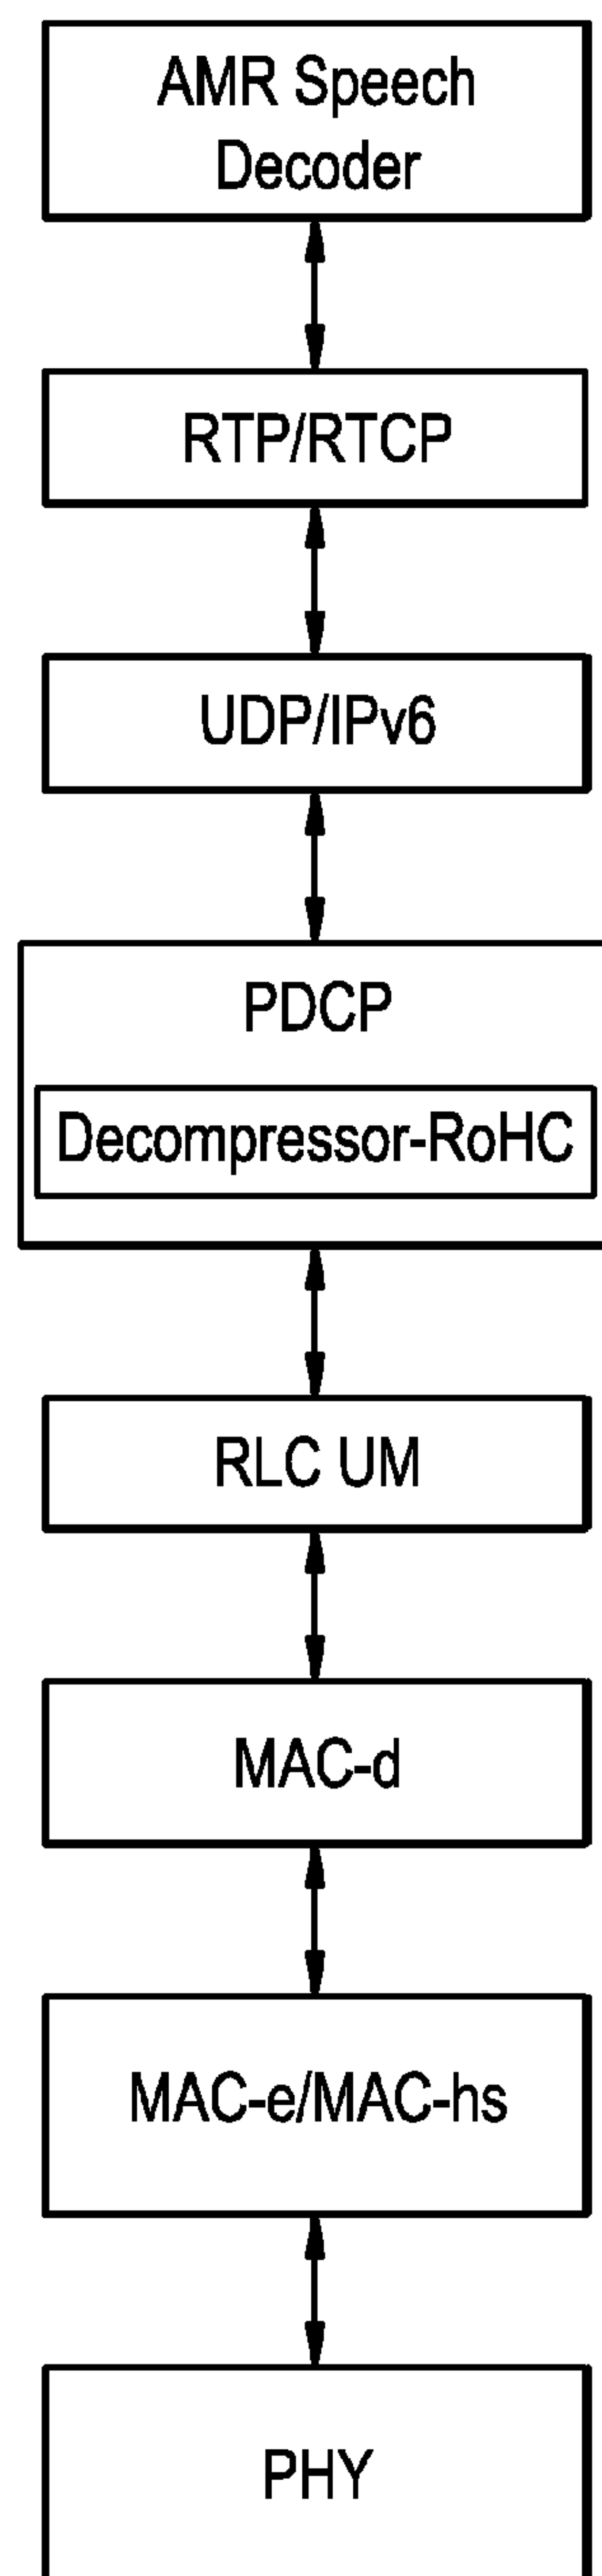 AMR Speech
Decoder
RTP/RTCP
UDP/IPv6
PDCP
Decompressor-RoHC
RLC UM
MAC-d
MAC-e/MAC-hs
PHY